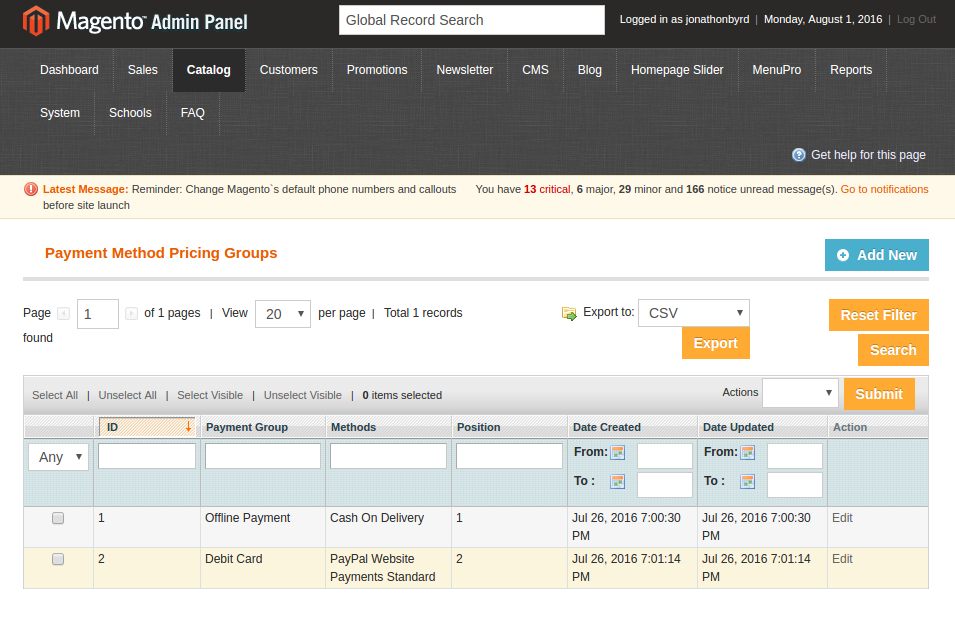 Magento™ Admin Panel
Global Record Search
Logged in as jonathonbyrd | Monday, August 1, 2016 | Log Out
Dashboard Sales Catalog Customers Promotions Newsletter CMS Blog Homepage Slider MenuPro Reports
System Schools FAQ
Get help for this page
Latest Message: Reminder: Change Magento`s default phone numbers and callouts
before site launch
You have 13 critical, 6 major, 29 minor and 166 notice unread message(s). Go to notifications
Payment Method Pricing Groups
Add New
Page 1 of 1 pages | View 20 per page | Total 1 records
found
Export to: CSV
Export
Reset Filter
Search
Select All | Unselect All | Select Visible | Unselect Visible | 0 items selected
Actions Submit
ID Payment Group Methods Position Date Created Date Updated Action
Any From: From:
To : To :
1 Offline Payment Cash On Delivery 1 Jul 26, 2016 7:00:30 Jul 26, 2016 7:00:30 Edit
PM PM
2 Debit Card PayPal Website 2 Jul 26, 2016 7:01:14 Jul 26, 2016 7:01:14 Edit
Payments Standard PM PM